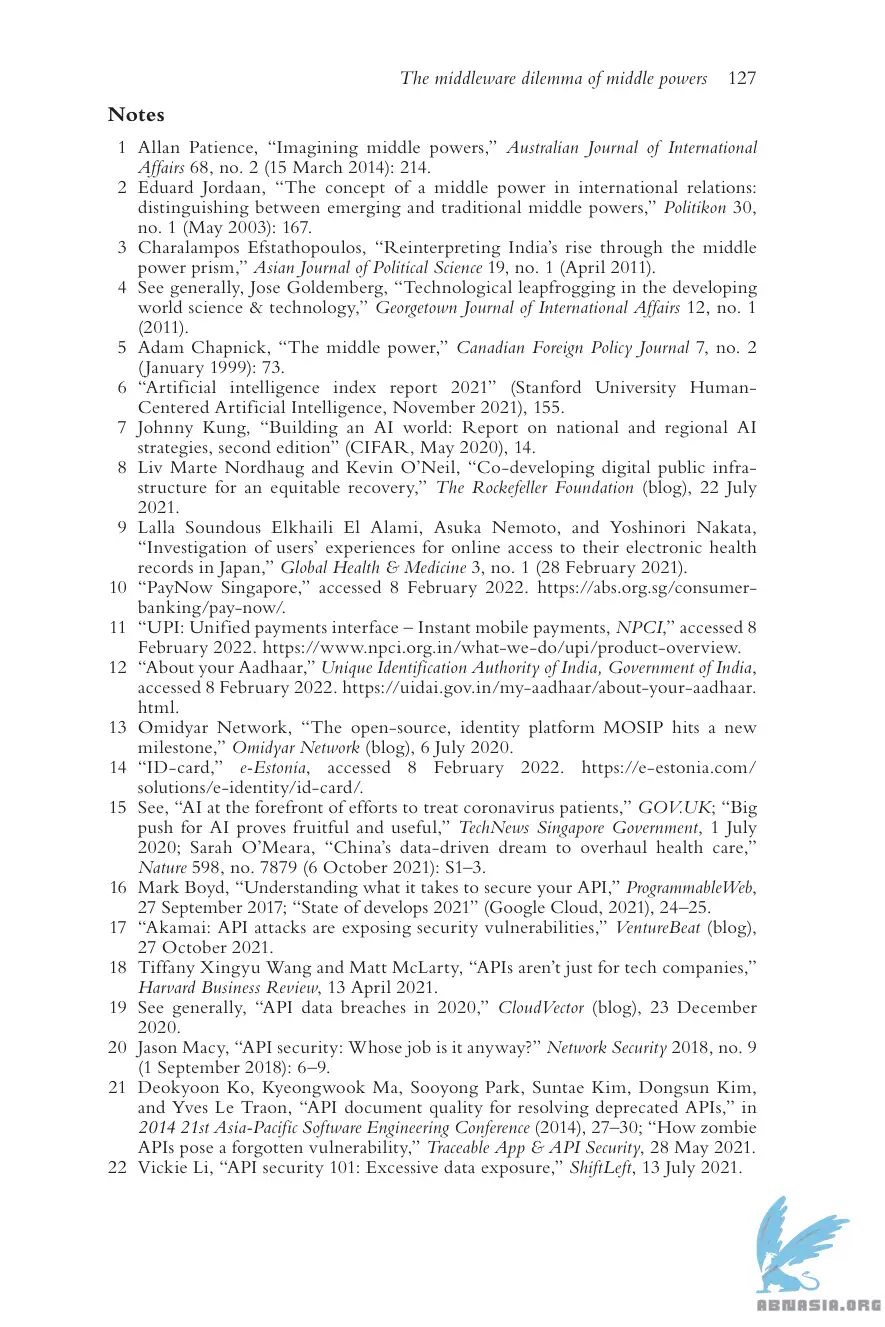 The middleware dilemma of middle powers 127
Notes
1 Allan Patience, “Imagining middle powers,” Australian Journal of International
Affairs 68, no. 2 (15 March 2014): 214.
2 Eduard Jordaan, “The concept of a middle power in international relations:
distinguishing between emerging and traditional middle powers,” Politikon 30,
no. 1 (May 2003): 167.
3 Charalampos Efstathopoulos, “Reinterpreting India’s rise through the middle
power prism,” Asian Journal of Political Science 19, no. 1 (April 2011).
4 See generally, Jose Goldemberg, “Technological leapfrogging in the developing
world science & technology,” Georgetown Journal of International Affairs 12, no. 1
(2011).
5 Adam Chapnick, “The middle power,” Canadian Foreign Policy Journal 7, no. 2
(January 1999): 73.
6 “Artificial intelligence index report 2021” (Stanford University Human-
Centered Artificial Intelligence, November 2021), 155.
7 Johnny Kung, “Building an AI world: Report on national and regional AI
strategies, second edition” (CIFAR, May 2020), 14.
8 Liv Marte Nordhaug and Kevin O’Neil, “Co-developing digital public infra-
structure for an equitable recovery,” The Rockefeller Foundation (blog), 22 July
2021.
9 Lalla Soundous Elkhaili El Alami, Asuka Nemoto, and Yoshinori Nakata,
“Investigation of users’ experiences for online access to their electronic health
records in Japan,” Global Health & Medicine 3, no. 1 (28 February 2021).
10 “PayNow Singapore,” accessed 8 February 2022. https://abs.org.sg/consumer-
banking/pay-now/.
11 “UPI: Unified payments interface – Instant mobile payments, NPCI,” accessed 8
February 2022. https://www.npci.org.in/what-we-do/upi/product-overview.
12 “About your Aadhaar,” Unique Identification Authority of India, Government of India,
accessed 8 February 2022. https://uidai.gov.in/my-aadhaar/about-your-aadhaar.
html.
13 Omidyar Network, “The open-source, identity platform MOSIP hits a new
milestone,” Omidyar Network (blog), 6 July 2020.
14 “ID-card,” e-Estonia, accessed 8 February 2022. https://e-estonia.com/
solutions/e-identity/id-card/.
15 See, “AI at the forefront of efforts to treat coronavirus patients,” GOV.UK; “Big
push for AI proves fruitful and useful,” TechNews Singapore Government, 1 July
2020; Sarah O’Meara, “China’s data-driven dream to overhaul health care,”
Nature 598, no. 7879 (6 October 2021): S1–3.
16 Mark Boyd, “Understanding what it takes to secure your API,” ProgrammableWeb,
27 September 2017; “State of develops 2021” (Google Cloud, 2021), 24–25.
17 “Akamai: API attacks are exposing security vulnerabilities,” VentureBeat (blog),
27 October 2021.
18 Tiffany Xingyu Wang and Matt McLarty, “APIs aren’t just for tech companies,”
Harvard Business Review, 13 April 2021.
19 See generally, “API data breaches in 2020,” CloudVector (blog), 23 December
2020.
20 Jason Macy, “API security: Whose job is it anyway?” Network Security 2018, no. 9
(1 September 2018): 6–9.
21 Deokyoon Ko, Kyeongwook Ma, Sooyong Park, Suntae Kim, Dongsun Kim,
and Yves Le Traon, “API document quality for resolving deprecated APIs,” in
2014 21st Asia-Pacific Software Engineering Conference (2014), 27–30; “How zombie
APIs pose a forgotten vulnerability,” Traceable App & API Security, 28 May 2021.
22 Vickie Li, “API security 101: Excessive data exposure,” ShiftLeft, 13 July 2021.
ABNASIA.ORG